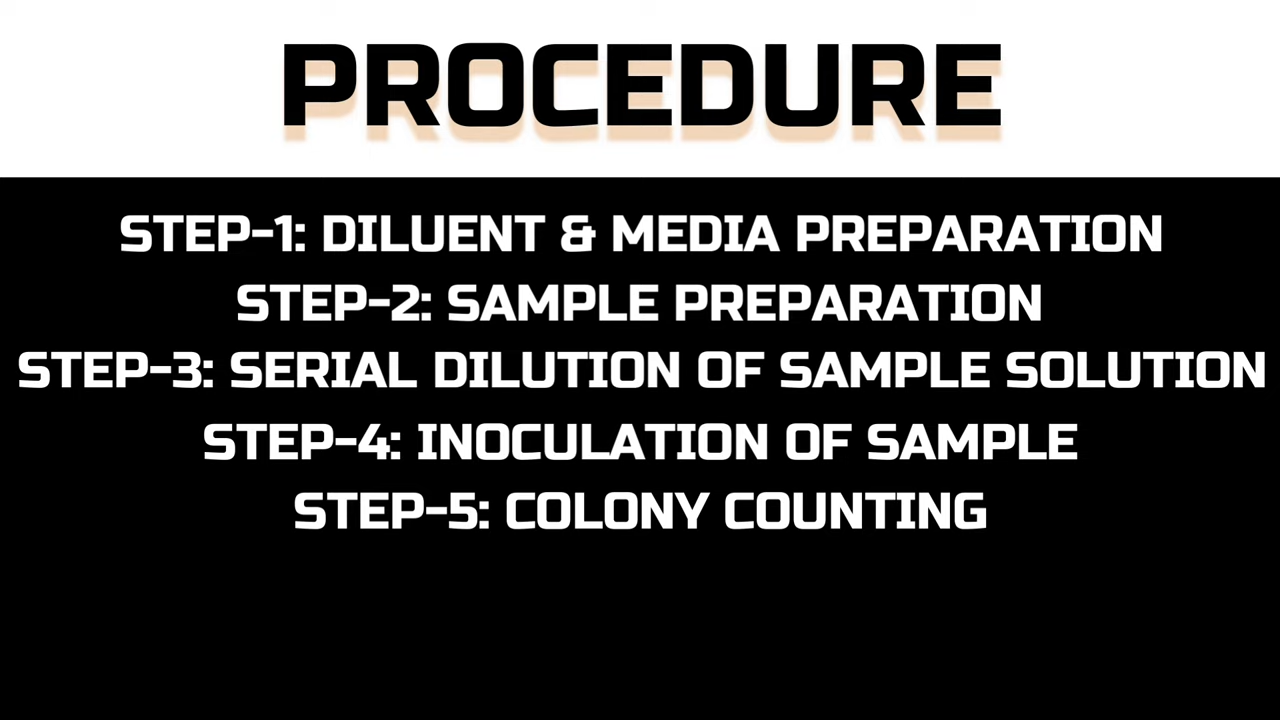 PROCEDURE
STEP-1: DILUENT & MEDIA PREPARATION
STEP-2: SAMPLE PREPARATION
STEP-3: SERIAL DILUTION OF SAMPLE SOLUTION
STEP-4: INOCULATION OF SAMPLE
STEP-5: COLONY COUNTING